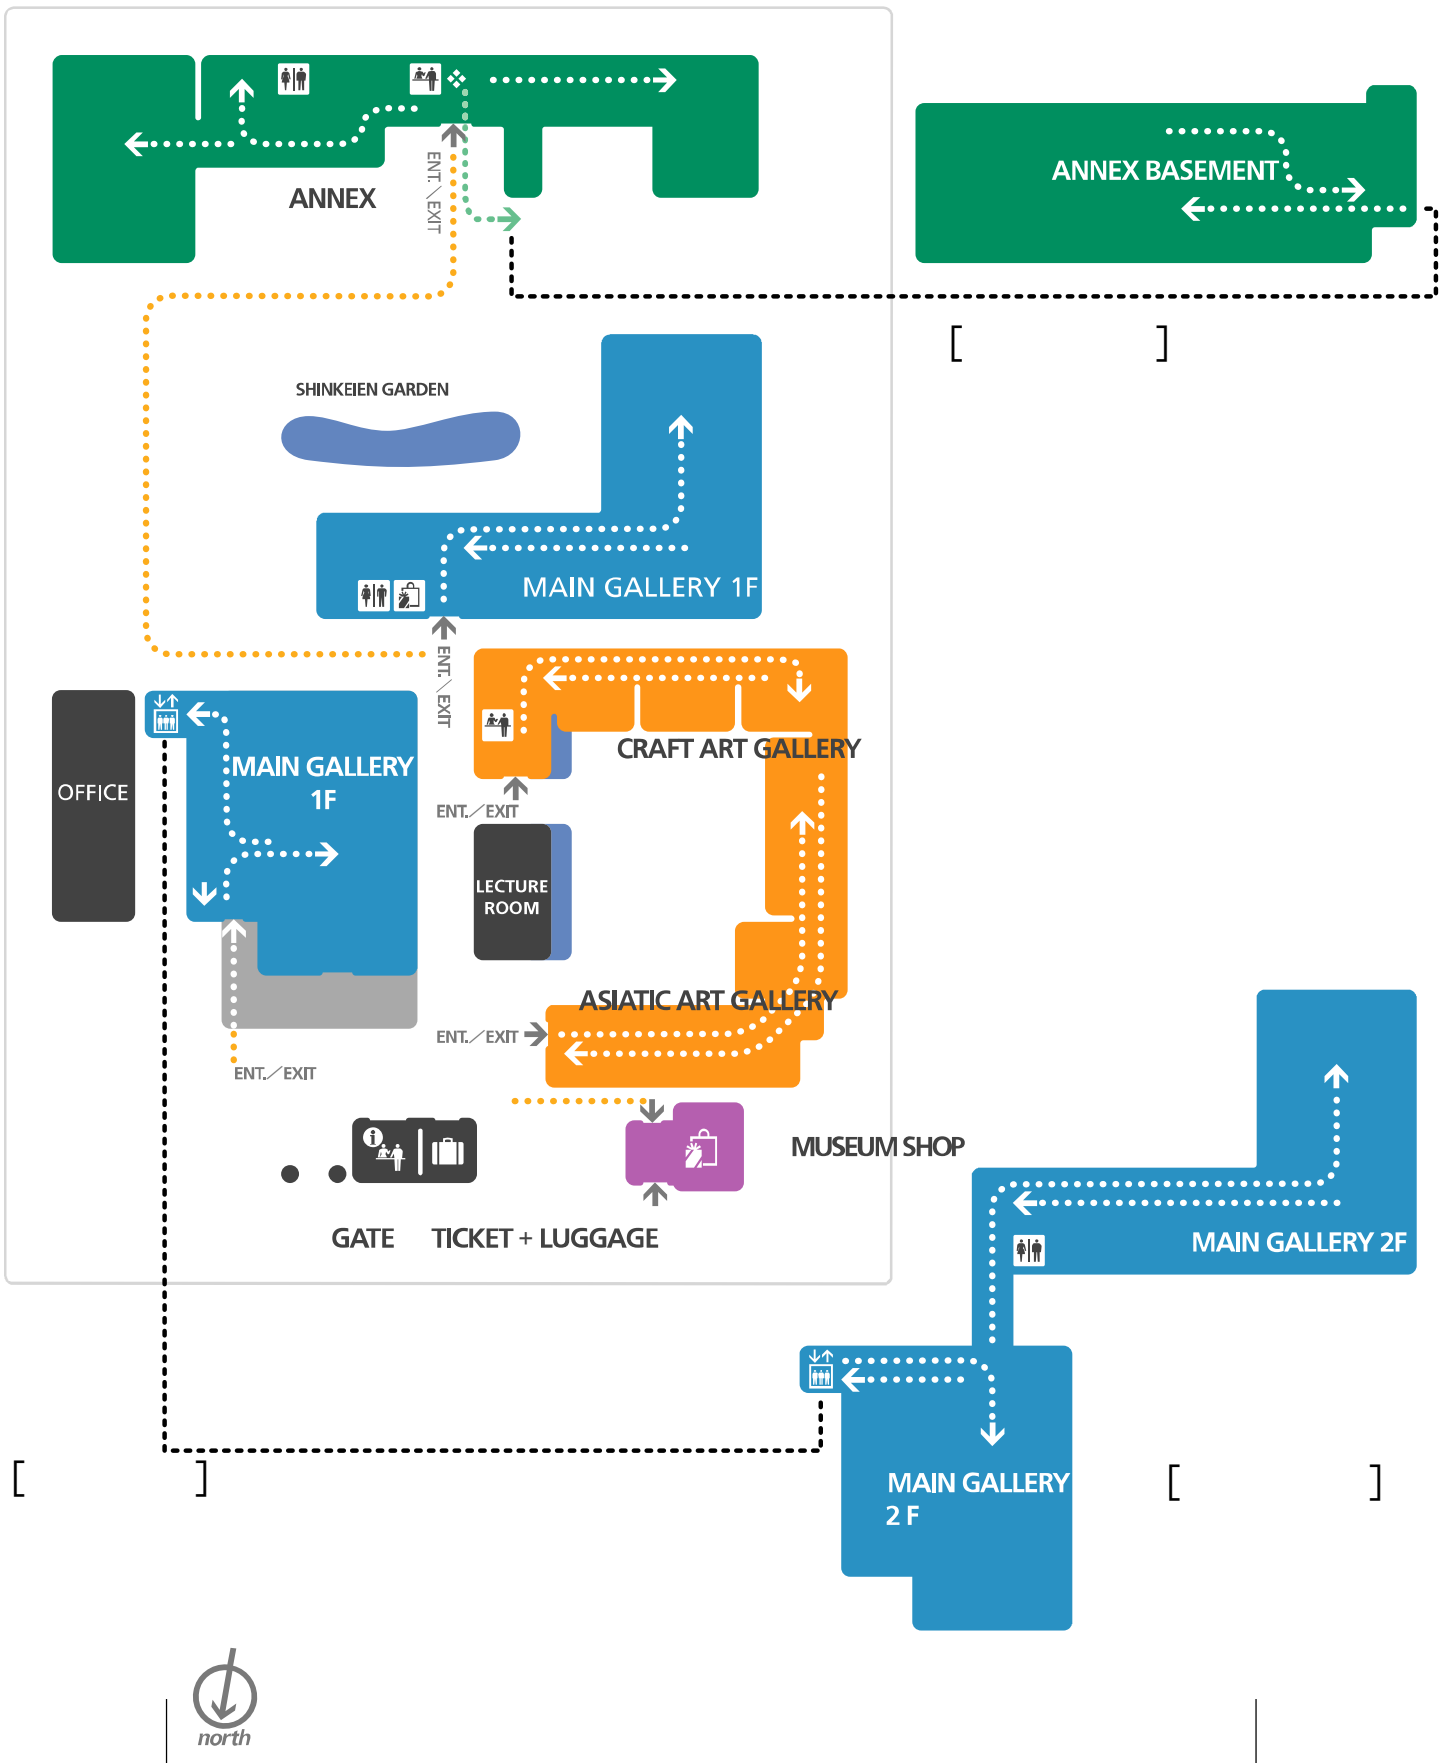 ANNEX
ENT.／EXIT
ANNEX BASEMENT
[ ]
SHINKEIEN GARDEN
MAIN GALLERY 1F
ENT.／EXIT
OFFICE
MAIN GALLERY
1F
CRAFT ART GALLERY
ENT.／EXIT
LECTURE
ROOM
ASIATIC ART GALLERY
ENT.／EXIT
ENT.／EXIT
i
MUSEUM SHOP
GATE
TICKET + LUGGAGE
MAIN GALLERY 2F
MAIN GALLERY
2 F
[ ]
[ ]
north